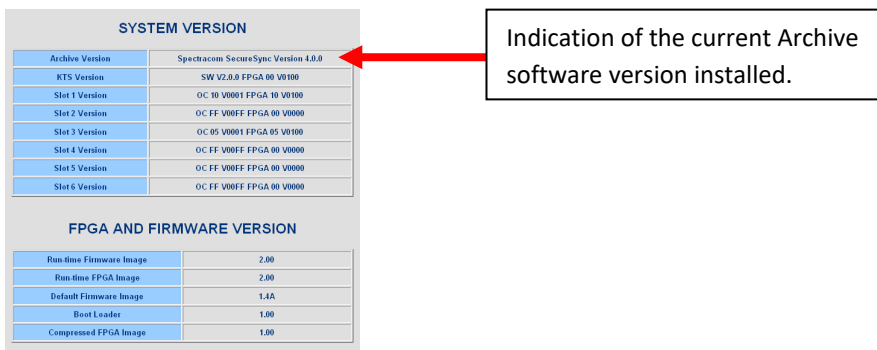 SYSTEM VERSION
Archive Version Spectracom SecureSync Version 4.0.0
KTS Version SW V2.0.0 FPGA 00 V0100
Slot 1 Version OC 10 V0001 FPGA 10 V0100
Slot 2 Version OC FF V00FF FPGA 00 V0000
Slot 3 Version OC 05 V0001 FPGA 05 V0100
Slot 4 Version OC FF V00FF FPGA 00 V0000
Slot 5 Version OC FF V00FF FPGA 00 V0000
Slot 6 Version OC FF V00FF FPGA 00 V0000
FPGA AND FIRMWARE VERSION
Run-time Firmware Image 2.00
Run-time FPGA Image 2.00
Default Firmware Image 1.4A
Boot Loader 1.00
Compressed FPGA Image 1.00
Indication of the current Archive
software version installed.